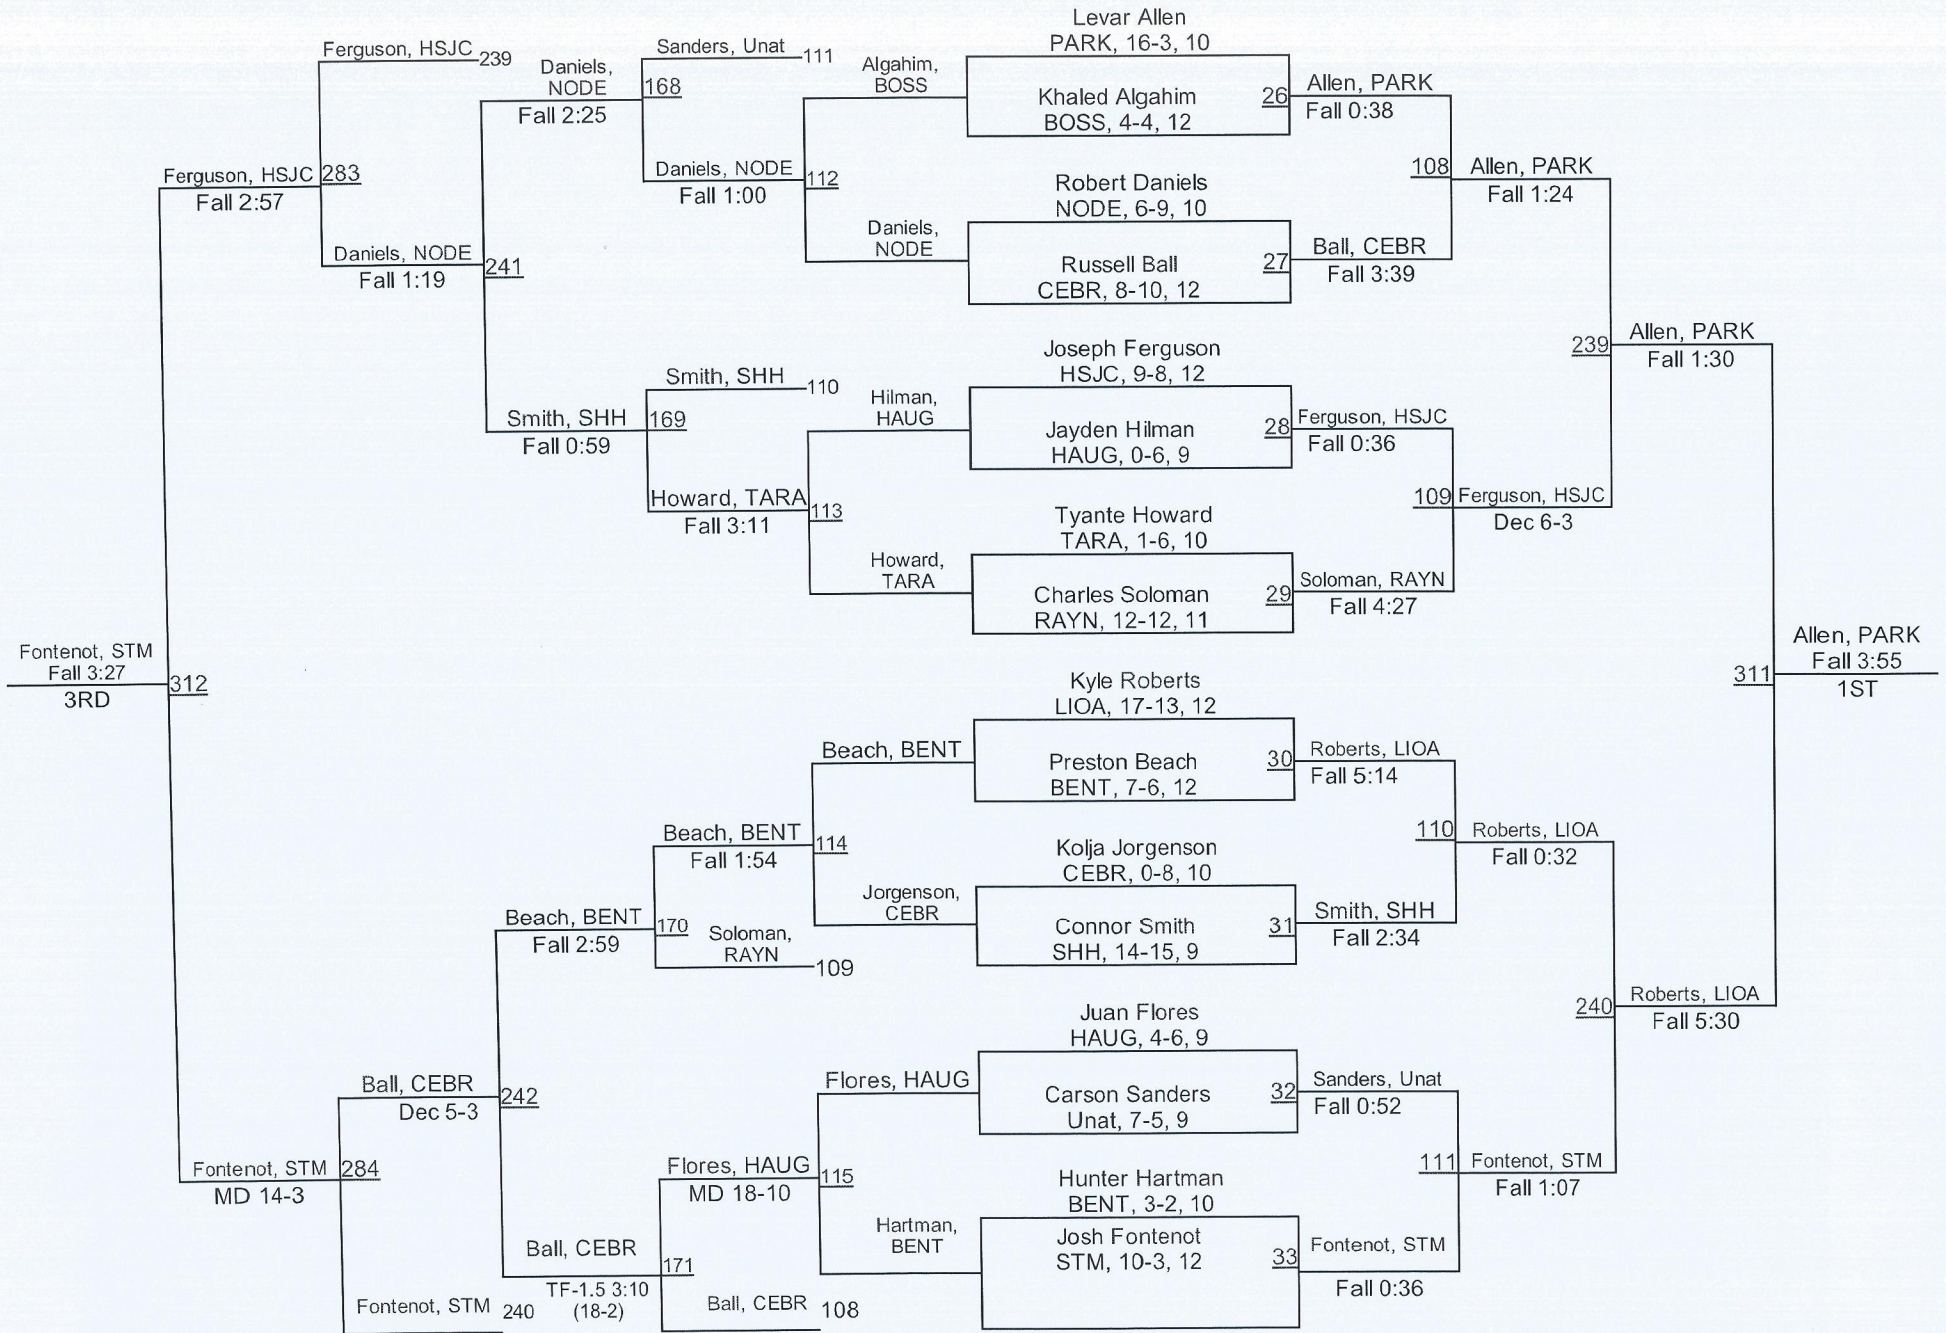 Levar Allen
PARK, 16-3, 10
Ferguson, HSJC
239
Sanders, Unat
111
Daniels,
NODE
168
Fall 2:25
Algahim,
BOSS
Khaled Algahim
BOSS, 4-4, 12
26
Allen, PARK
Fall 0:38
Ferguson, HSJC
283
Fall 2:57
Daniels, NODE
112
Fall 1:00
Robert Daniels
NODE, 6-9, 10
108
Allen, PARK
Fall 1:24
Daniels, NODE
241
Fall 1:19
Daniels,
NODE
Russell Ball
CEBR, 8-10, 12
27
Ball, CEBR
Fall 3:39
Joseph Ferguson
HSJC, 9-8, 12
239
Allen, PARK
Fall 1:30
Smith, SHH
110
Smith, SHH
169
Fall 0:59
Hilman,
HAUG
Jayden Hilman
HAUG, 0-6, 9
28
Ferguson, HSJC
Fall 0:36
Howard, TARA
113
Fall 3:11
Tyante Howard
TARA, 1-6, 10
109
Ferguson, HSJC
Dec 6-3
Howard,
TARA
Charles Soloman
RAYN, 12-12, 11
29
Soloman, RAYN
Fall 4:27
Fontenot, STM
Fall 3:27
3RD
312
311
Allen, PARK
Fall 3:55
1ST
Kyle Roberts
LIOA, 17-13, 12
Beach, BENT
Preston Beach
BENT, 7-6, 12
30
Roberts, LIOA
Fall 5:14
Beach, BENT
114
Fall 1:54
Kolja Jorgenson
CEBR, 0-8, 10
110
Roberts, LIOA
Fall 0:32
Beach, BENT
170
Fall 2:59
Soloman,
RAYN
109
Jorgenson,
CEBR
Connor Smith
SHH, 14-15, 9
31
Smith, SHH
Fall 2:34
Juan Flores
HAUG, 4-6, 9
240
Roberts, LIOA
Fall 5:30
Ball, CEBR
242
Dec 5-3
Flores, HAUG
Carson Sanders
Unat, 7-5, 9
32
Sanders, Unat
Fall 0:52
Fontenot, STM
284
MD 14-3
Flores, HAUG
115
MD 18-10
Hunter Hartman
BENT, 3-2, 10
111
Fontenot, STM
Fall 1:07
Ball, CEBR
171
TF-1.5 3:10
(18-2)
Hartman,
BENT
Josh Fontenot
STM, 10-3, 12
33
Fontenot, STM
Fall 0:36
Fontenot, STM
240
Ball, CEBR
108